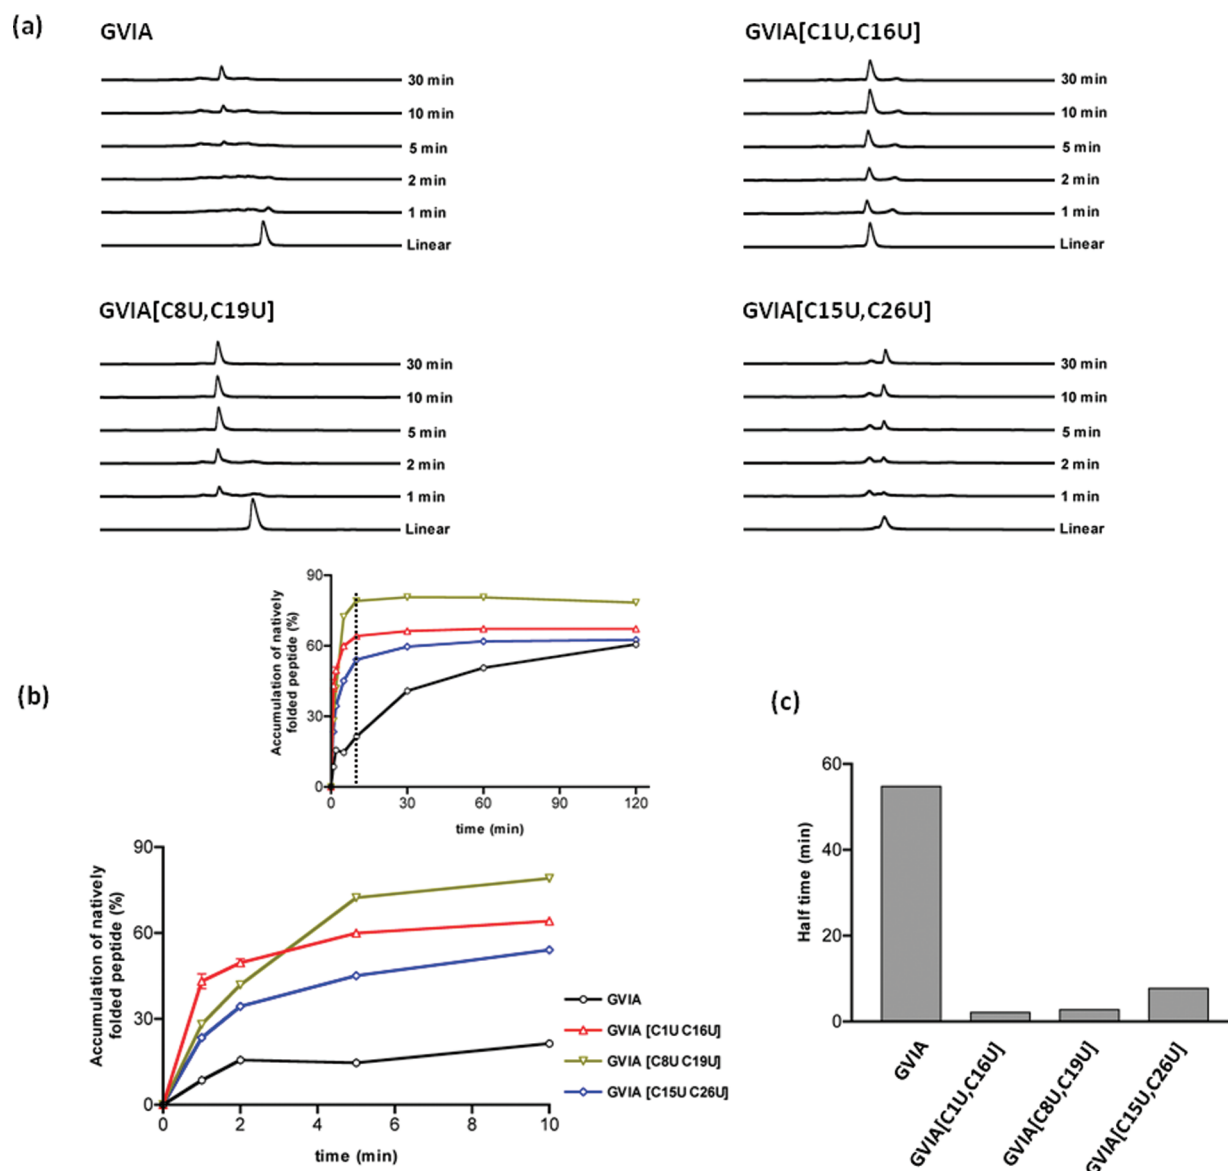 (a)
GVIA
30 min
10 min
5 min
2 min
1 min
Linear
GVIA[C1U,C16U]
30 min
10 min
5 min
2 min
1 min
Linear
GVIA[C8U,C19U]
30 min
10 min
5 min
2 min
1 min
Linear
GVIA[C15U,C26U]
30 min
10 min
5 min
2 min
1 min
Linear
(b)
Accumulation of natively
folded peptide (%)
90
60
30
0
0
30
60
90
120
time (min)
Accumulation of natively
folded peptide (%)
90
60
30
0
0
2
4
6
8
10
time (min)
GVIA
GVIA [C1U C16U]
GVIA [C8U C19U]
GVIA [C15U C26U]
(c)
Half time (min)
60
40
20
0
GVIA
GVIA[C1U,C16U]
GVIA[C8U,C19U]
GVIA[C15U,C26U]